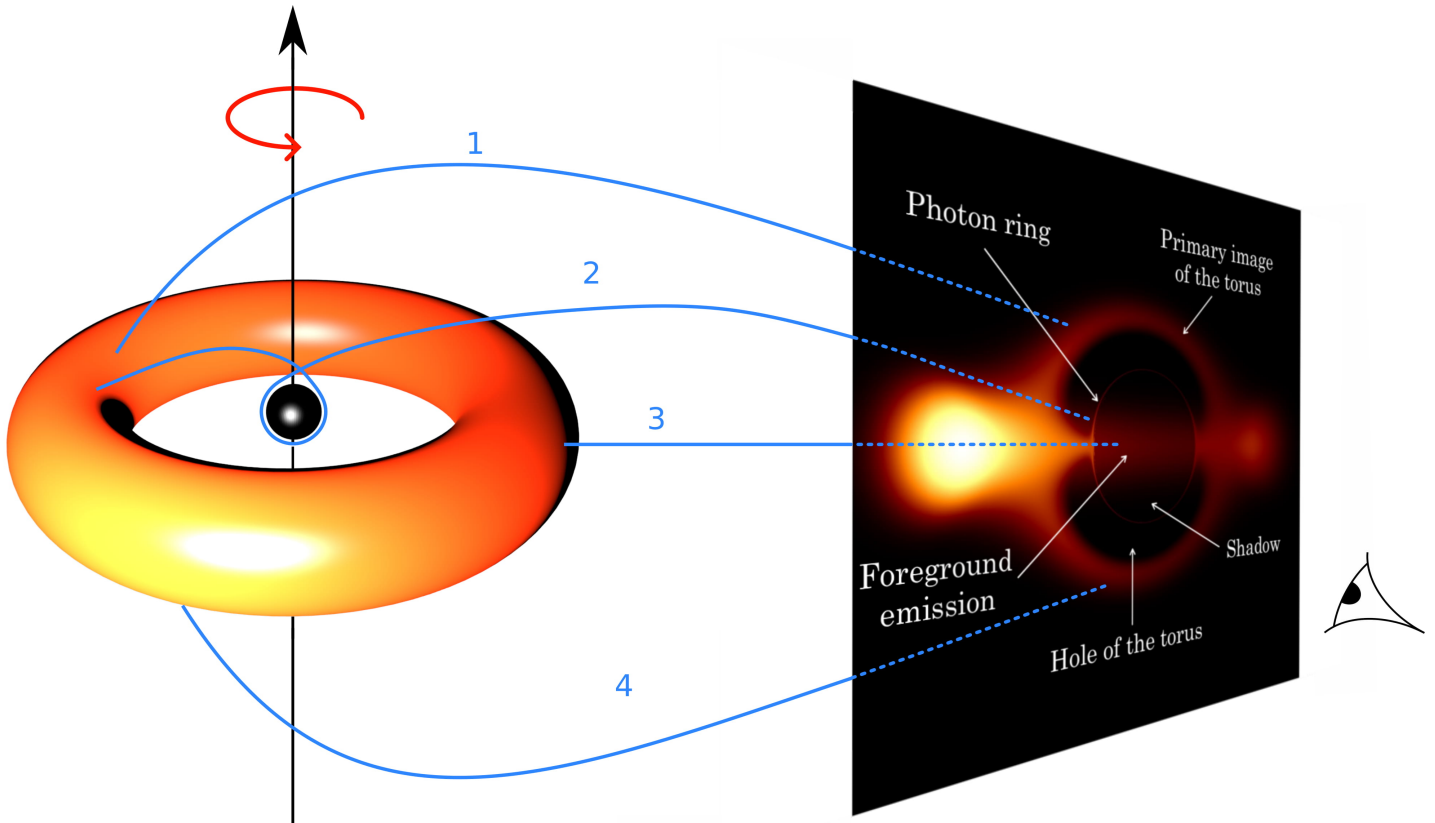 1
2
3
4
Photon ring
Primary image
of the torus
Foreground
emission
Shadow
Hole of the torus